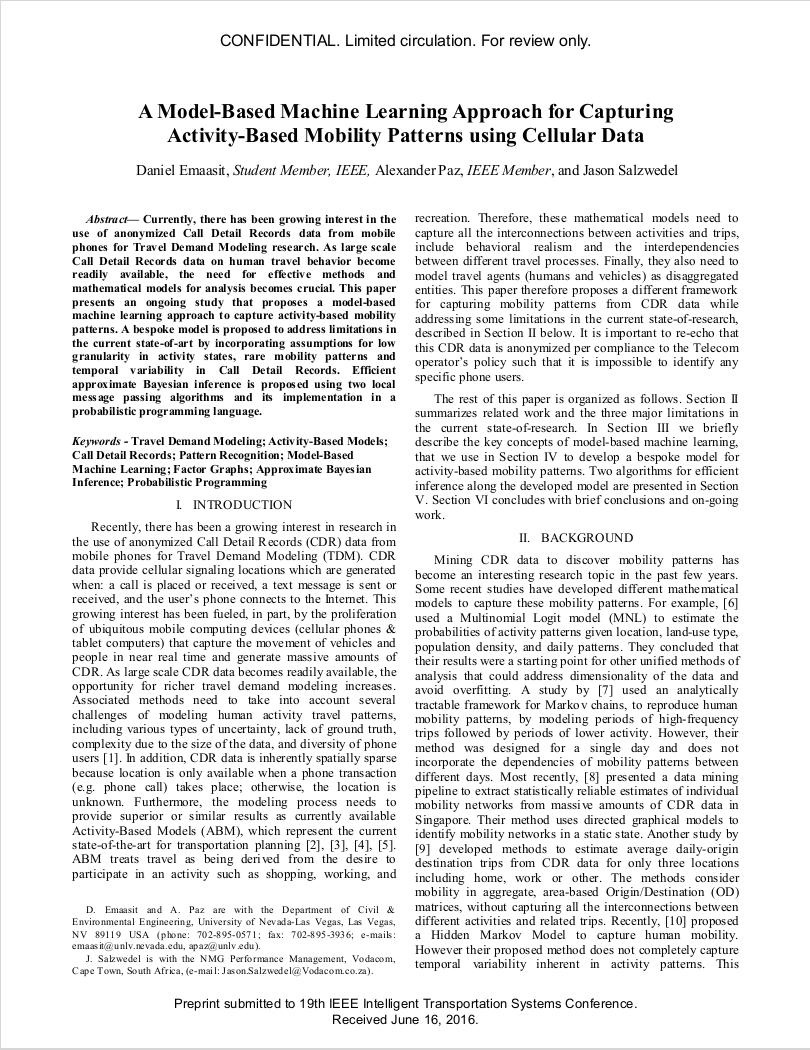 CONFIDENTIAL. Limited circulation. For review only.
A Model-Based Machine Learning Approach for Capturing
Activity-Based Mobility Patterns using Cellular Data
Daniel Emaasit, Student Member, IEEE, Alexander Paz, IEEE Member, and Jason Salzwedel
Abstract— Currently, there has been growing interest in the
use of anonymized Call Detail Records data from mobile
phones for Travel Demand Modeling research. As large scale
Call Detail Records data on human travel behavior become
readily available, the need for effective methods and
mathematical models for analysis becomes crucial. This paper
presents an ongoing study that proposes a model-based
machine learning approach to capture activity-based mobility
patterns. A bespoke model is proposed to address limitations in
the current state-of-art by incorporating assumptions for low
granularity in activity states, rare mobility patterns and
temporal variability in Call Detail Records. Efficient
approximate Bayesian inference is proposed using two local
message passing algorithms and its implementation in a
probabilistic programming language.
Keywords - Travel Demand Modeling; Activity-Based Models;
Call Detail Records; Pattern Recognition; Model-Based
Machine Learning; Factor Graphs; Approximate Bayesian
Inference; Probabilistic Programming
I. INTRODUCTION
Recently, there has been a growing interest in research in
the use of anonymized Call Detail Records (CDR) data from
mobile phones for Travel Demand Modeling (TDM). CDR
data provide cellular signaling locations which are generated
when: a call is placed or received, a text message is sent or
received, and the user's phone connects to the Internet. This
growing interest has been fueled, in part, by the proliferation
of ubiquitous mobile computing devices (cellular phones &
tablet computers) that capture the movement of vehicles and
people in near real time and generate massive amounts of
CDR. As large scale CDR data becomes readily available, the
opportunity for richer travel demand modeling increases.
Associated methods need to take into account several
challenges of modeling human activity travel patterns,
including various types of uncertainty, lack of ground truth,
complexity due to the size of the data, and diversity of phone
users [1]. In addition, CDR data is inherently spatially sparse
because location is only available when a phone transaction
(e.g. phone call) takes place; otherwise, the location is
unknown. Furthermore, the modeling process needs to
provide superior or similar results as currently available
Activity-Based Models (ABM), which represent the current
state-of-the-art for transportation planning [2], [3], [4], [5].
ABM treats travel as being derived from the desire to
participate in an activity such as shopping, working, and
D. Emaasit and A. Paz are with the Department of Civil &
Environmental Engineering, University of Nevada-Las Vegas, Las Vegas,
NV 89119 USA (phone: 702-895-0571; fax: 702-895-3936; e-mails:
emaasit@unlv.nevada.edu, apaz@unlv.edu).
J. Salzwedel is with the NMG Performance Management, Vodacom,
Cape Town, South Africa, (e-mail: Jason.Salzwedel@Vodacom.co.za).
recreation. Therefore, these mathematical models need to
capture all the interconnections between activities and trips,
include behavioral realism and the interdependencies
between different travel processes. Finally, they also need to
model travel agents (humans and vehicles) as disaggregated
entities. This paper therefore proposes a different framework
for capturing mobility patterns from CDR data while
addressing some limitations in the current state-of-research,
described in Section II below. It is important to re-echo that
this CDR data is anonymized per compliance to the Telecom
operator's policy such that it is impossible to identify any
specific phone users.
The rest of this paper is organized as follows. Section II
summarizes related work and the three major limitations in
the current state-of-research. In Section III we briefly
describe the key concepts of model-based machine learning,
that we use in Section IV to develop a bespoke model for
activity-based mobility patterns. Two algorithms for efficient
inference along the developed model are presented in Section
V. Section VI concludes with brief conclusions and on-going
work.
II. BACKGROUND
Mining CDR data to discover mobility patterns has
become an interesting research topic in the past few years.
Some recent studies have developed different mathematical
models to capture these mobility patterns. For example, [6]
used a Multinomial Logit model (MNL) to estimate the
probabilities of activity patterns given location, land-use type,
population density, and daily patterns. They concluded that
their results were a starting point for other unified methods of
analysis that could address dimensionality of the data and
avoid overfitting. A study by [7] used an analytically
tractable framework for Markov chains, to reproduce human
mobility patterns, by modeling periods of high-frequency
trips followed by periods of lower activity. However, their
method was designed for a single day and does not
incorporate the dependencies of mobility patterns between
different days. Most recently, [8] presented a data mining
pipeline to extract statistically reliable estimates of individual
mobility networks from massive amounts of CDR data in
Singapore. Their method uses directed graphical models to
identify mobility networks in a static state. Another study by
[9] developed methods to estimate average daily-origin
destination trips from CDR data for only three locations
including home, work or other. The methods consider
mobility in aggregate, area-based Origin/Destination (OD)
matrices, without capturing all the interconnections between
different activities and related trips. Recently, [10] proposed
a Hidden Markov Model to capture human mobility.
However their proposed method does not completely capture
temporal variability inherent in activity patterns. This
Preprint submitted to 19th IEEE Intelligent Transportation Systems Conference.
Received June 16, 2016.